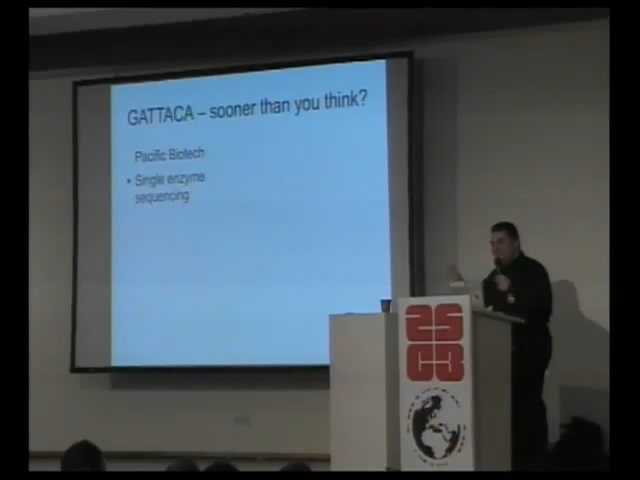 GATTACA – sooner than you think?
Pacific Biotech
• Single enzyme
sequencing
25
C3